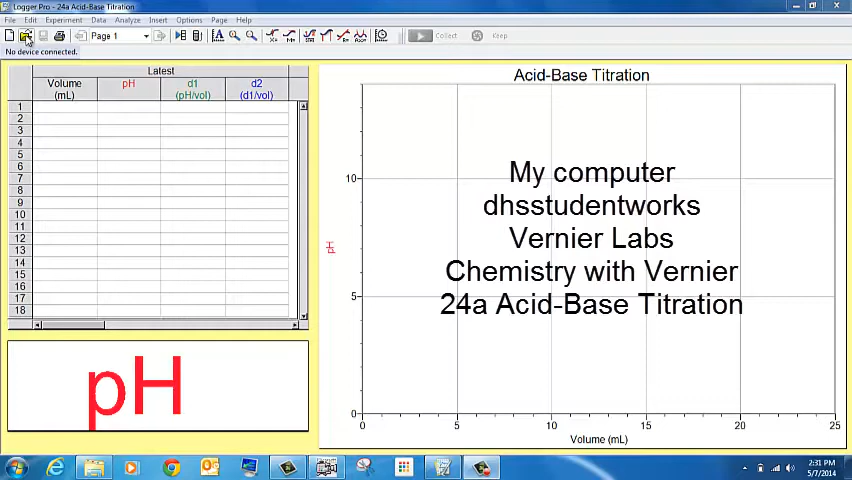 Logger Pro - 24a Acid-Base Titration
File Edit Experiment Data Analyze Insert Options Page Help
Page 1
Collect
Keep
No device connected.
Latest
Volume (mL)
pH
d1 (pH/vol)
d2 (d1/vol)
1
2
3
4
5
6
7
8
9
10
11
12
13
14
15
16
17
18
pH
Acid-Base Titration
My computer
dhsstudentworks
Vernier Labs
Chemistry with Vernier
24a Acid-Base Titration
pH
10
5
0
0 5 10 15 20 25
Volume (mL)
2:31 PM
5/7/2014